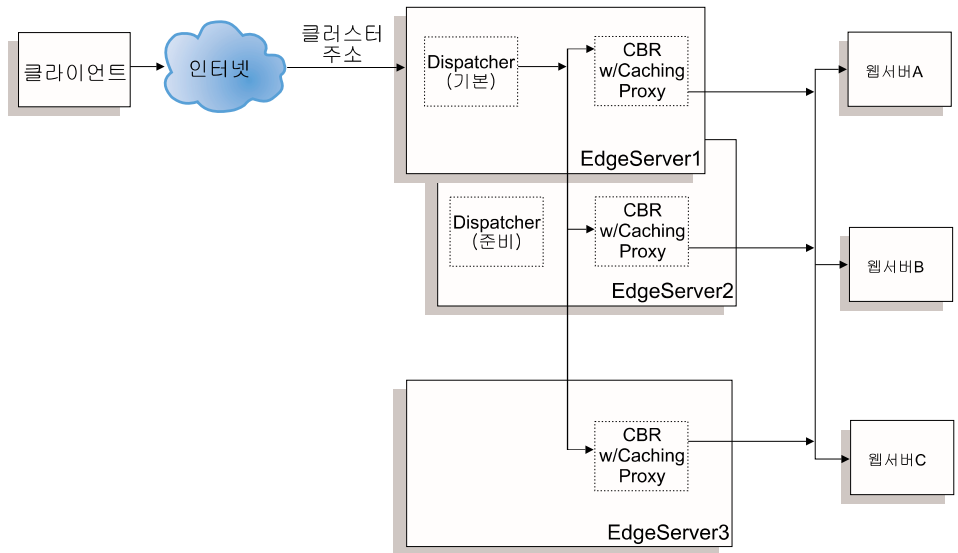 클라이언트
인터넷
클러스터
주소
Dispatcher
(기본)
CBR
w/Caching
Proxy
EdgeServer1
웹서버A
Dispatcher
(준비)
CBR
w/Caching
Proxy
EdgeServer2
웹서버B
CBR
w/Caching
Proxy
EdgeServer3
웹서버C